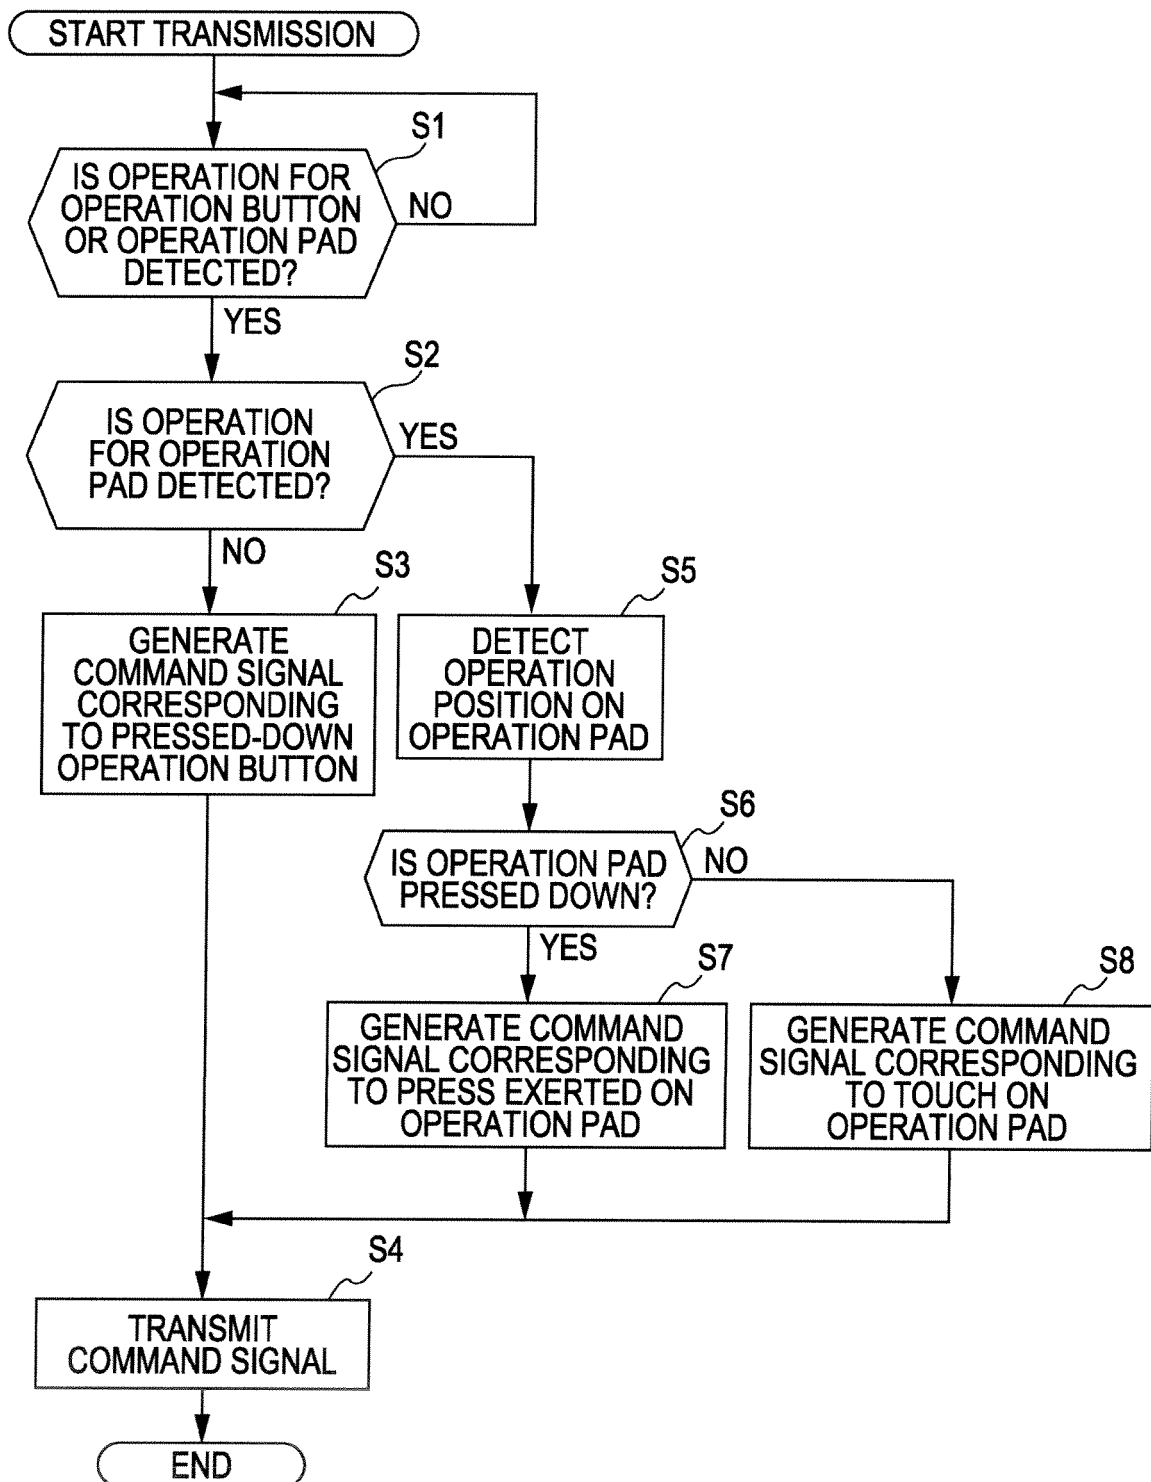 START TRANSMISSION
S1
IS OPERATION FOR
OPERATION BUTTON
OR OPERATION PAD
DETECTED?
NO
YES
S2
IS OPERATION
FOR OPERATION
PAD DETECTED?
YES
NO
S3
GENERATE
COMMAND SIGNAL
CORRESPONDING
TO PRESSED-DOWN
OPERATION BUTTON
S5
DETECT
OPERATION
POSITION ON
OPERATION PAD
S6
IS OPERATION PAD
PRESSED DOWN?
NO
YES
S7
GENERATE COMMAND
SIGNAL CORRESPONDING
TO PRESS EXERTED ON
OPERATION PAD
S8
GENERATE COMMAND
SIGNAL CORRESPONDING
TO TOUCH ON
OPERATION PAD
S4
TRANSMIT
COMMAND SIGNAL
END